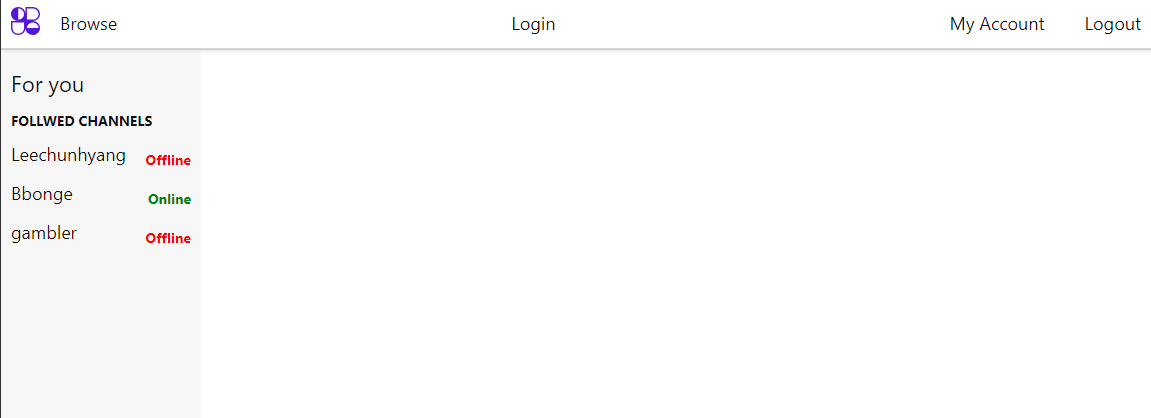 Browse Login My Account Logout
For you
FOLLWED CHANNELS
Leechunhyang Offline
Bbonge Online
gambler Offline